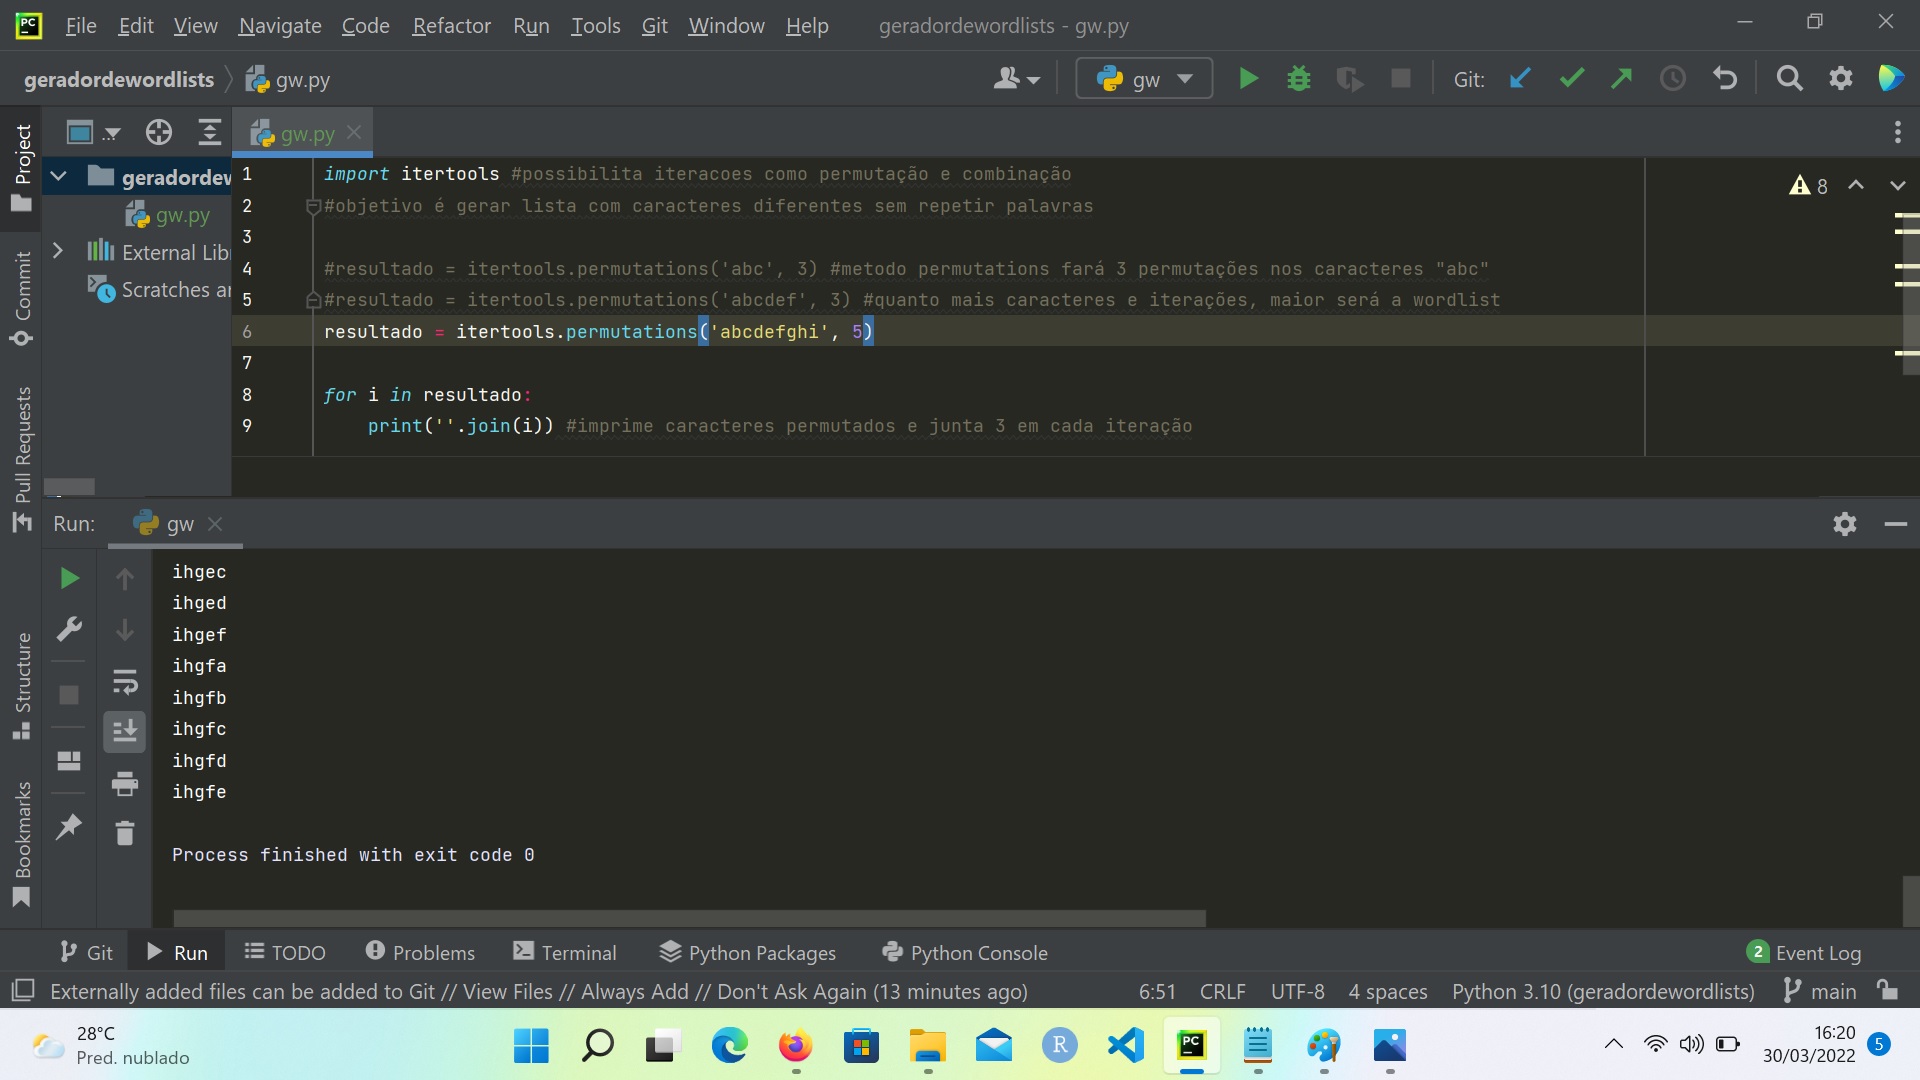 PC File Edit View Navigate Code Refactor Run Tools Git Window Help geradordewordlists - gw.py
geradordewordlists gw.py gw Git:
Project ... gw.py
geradordew
gw.py
External Lib
Scratches ar
Commit
Pull Requests
1 import itertools #possibilita iteracoes como permutação e combinação
2 #objetivo é gerar lista com caracteres diferentes sem repetir palavras
3
4 #resultado = itertools.permutations('abc', 3) #metodo permutations fará 3 permutações nos caracteres "abc"
5 #resultado = itertools.permutations('abcdef', 3) #quanto mais caracteres e iterações, maior será a wordlist
6 resultado = itertools.permutations('abcdefghi', 5)
7
8 for i in resultado:
9 print(''.join(i)) #imprime caracteres permutados e junta 3 em cada iteração
8
Run: gw
Structure
Bookmarks
ihgec
ihged
ihgef
ihgfa
ihgfb
ihgfc
ihgfd
ihgfe
Process finished with exit code 0
Git Run TODO Problems Terminal Python Packages Python Console 2 Event Log
Externally added files can be added to Git // View Files // Always Add // Don't Ask Again (13 minutes ago) 6:51 CRLF UTF-8 4 spaces Python 3.10 (geradordewordlists) main
28°C
Pred. nublado
R
PC
16:20
30/03/2022
5